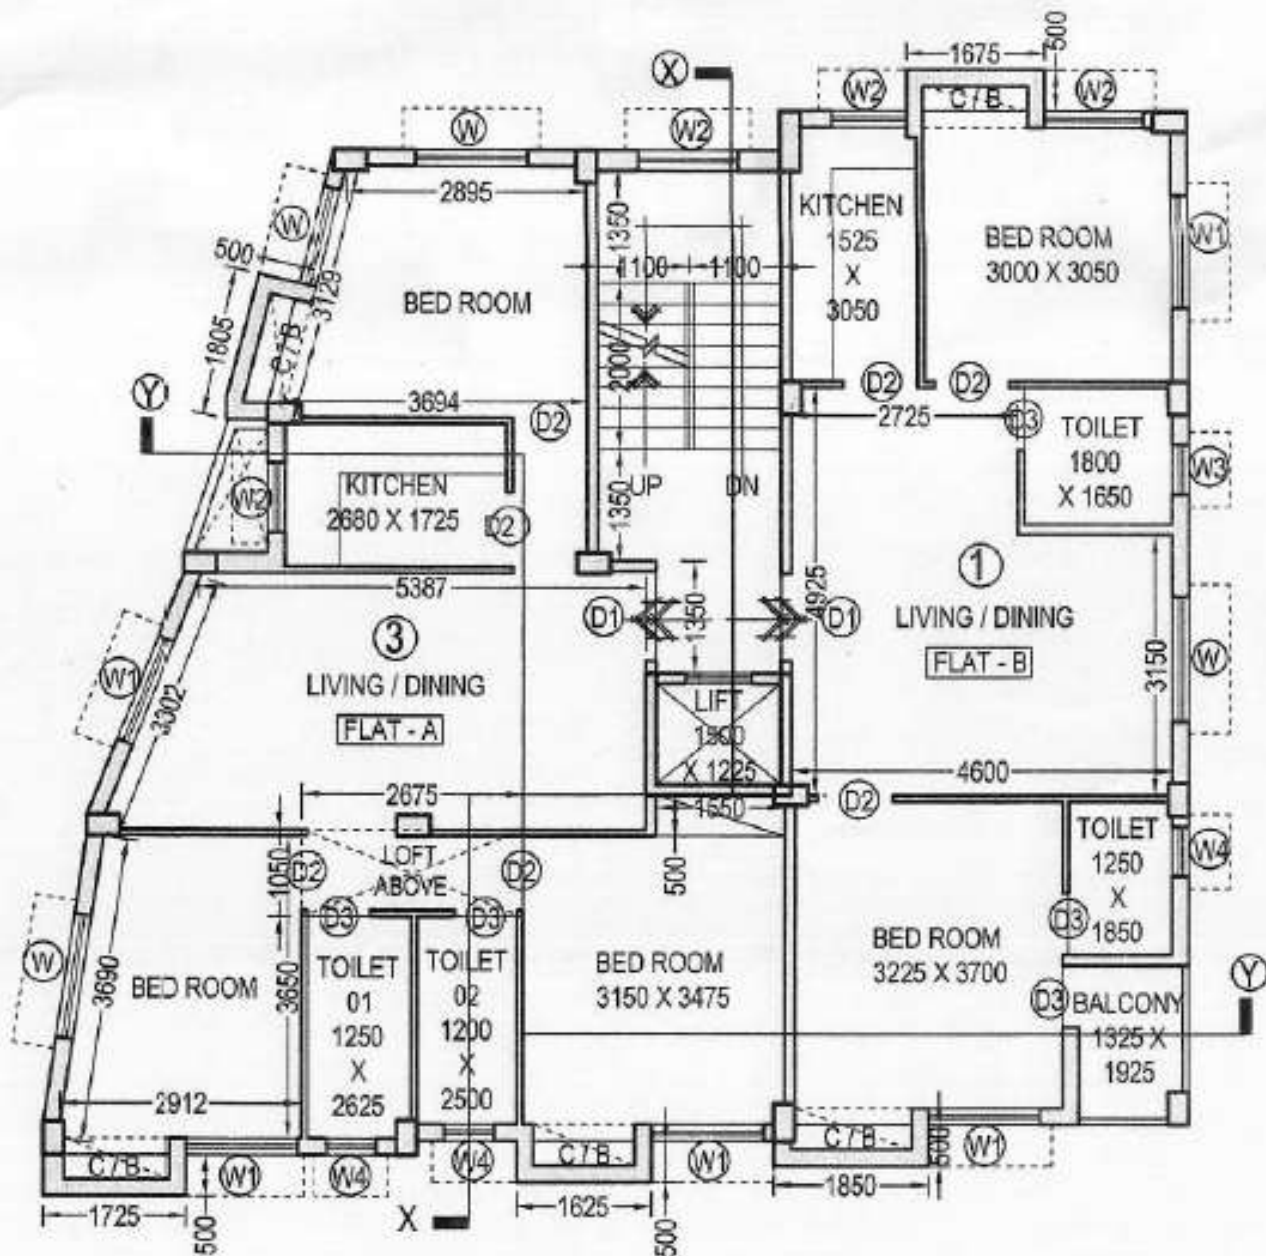 1675
500
X
W2
C / B
W2
W
W2
2895
1350
KITCHEN
1525
X
3050
BED ROOM
3000 X 3050
W1
W
500
3129
1100
1100
BED ROOM
C / B
1805
2000
Y
3694
D2
D2
D2
2725
D3
TOILET
1800
X 1650
W3
W2
KITCHEN
2680 X 1725
D2
1350
UP
DN
5387
1
4925
D1
1350
D1
LIVING / DINING
FLAT - B
3150
W
3
LIVING / DINING
FLAT - A
W1
3302
LIFT
X 1225
4600
2675
D2
500
TOILET
1250
X
1850
W4
LOFT
ABOVE
1050
D2
D2
D3
D3
D3
W
3690
BED ROOM
3650
TOILET
01
1250
X
2625
TOILET
02
1200
X
2500
BED ROOM
3150 X 3475
BED ROOM
3225 X 3700
D3
BALCONY
1325 X
1925
Y
2912
C / B
W1
W4
W4
C / B
W1
C / B
500
W1
1725
500
X
1625
500
1850